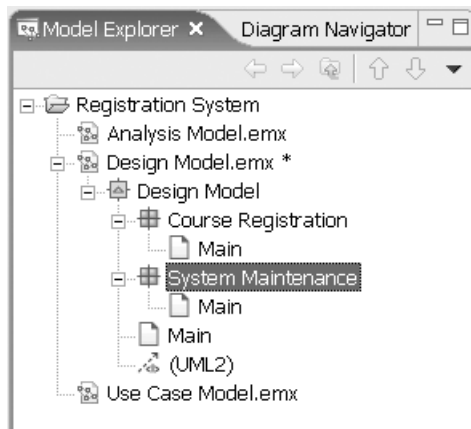 Model Explorer Diagram Navigator
Registration System
Analysis Model.emx
Design Model.emx *
Design Model
Course Registration
Main
System Maintenance
Main
Main
(UML2)
Use Case Model.emx